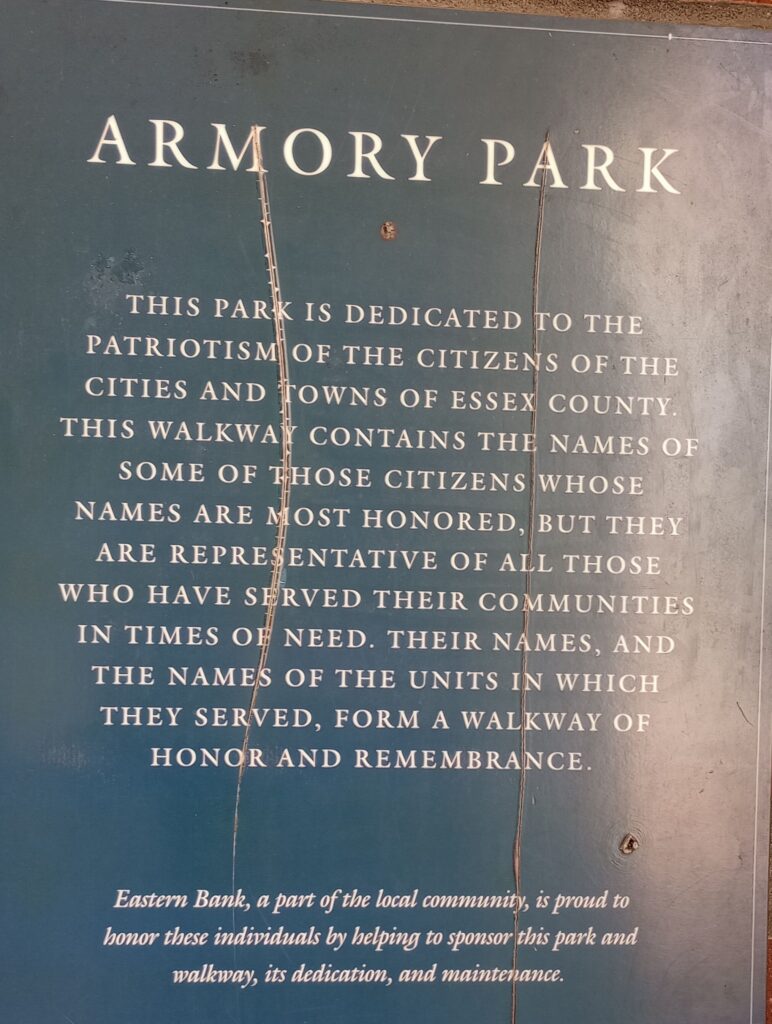 ARMORY PARK
THIS PARK IS DEDICATED TO THE
PATRIOTISM OF THE CITIZENS OF THE
CITIES AND TOWNS OF ESSEX COUNTY.
THIS WALKWAY CONTAINS THE NAMES OF
SOME OF THOSE CITIZENS WHOSE
NAMES ARE MOST HONORED, BUT THEY
ARE REPRESENTATIVE OF ALL THOSE
WHO HAVE SERVED THEIR COMMUNITIES
IN TIMES OF NEED. THEIR NAMES, AND
THE NAMES OF THE UNITS IN WHICH
THEY SERVED, FORM A WALKWAY OF
HONOR AND REMEMBRANCE.
Eastern Bank, a part of the local community, is proud to
honor these individuals by helping to sponsor this park and
walkway, its dedication, and maintenance.